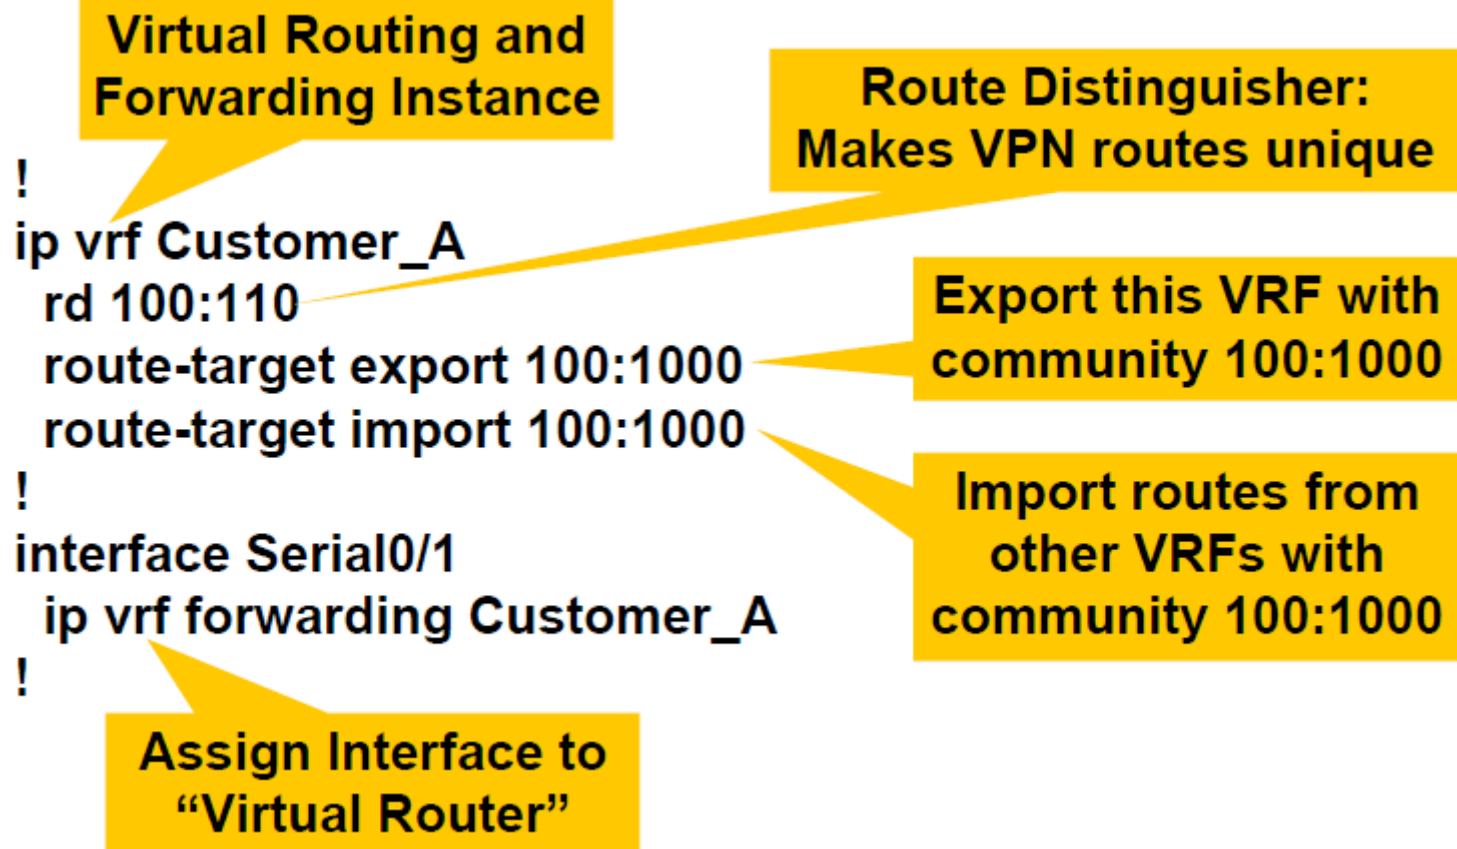 Virtual Routing and
Forwarding Instance
Route Distinguisher:
Makes VPN routes unique
!
ip vrf Customer_A
rd 100:110
route-target export 100:1000
route-target import 100:1000
!
interface Serial0/1
ip vrf forwarding Customer_A
!
Export this VRF with
community 100:1000
Import routes from
other VRFs with
community 100:1000
Assign Interface to
“Virtual Router”